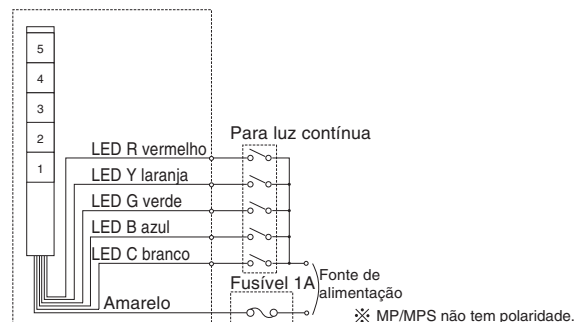 5
4
3
2
1
Para luz contínua
LED R vermelho
LED Y laranja
LED G verde
LED B azul
LED C branco
Fusível 1A
Fonte de
alimentação
Amarelo
※ MP/MPS não tem polaridade.